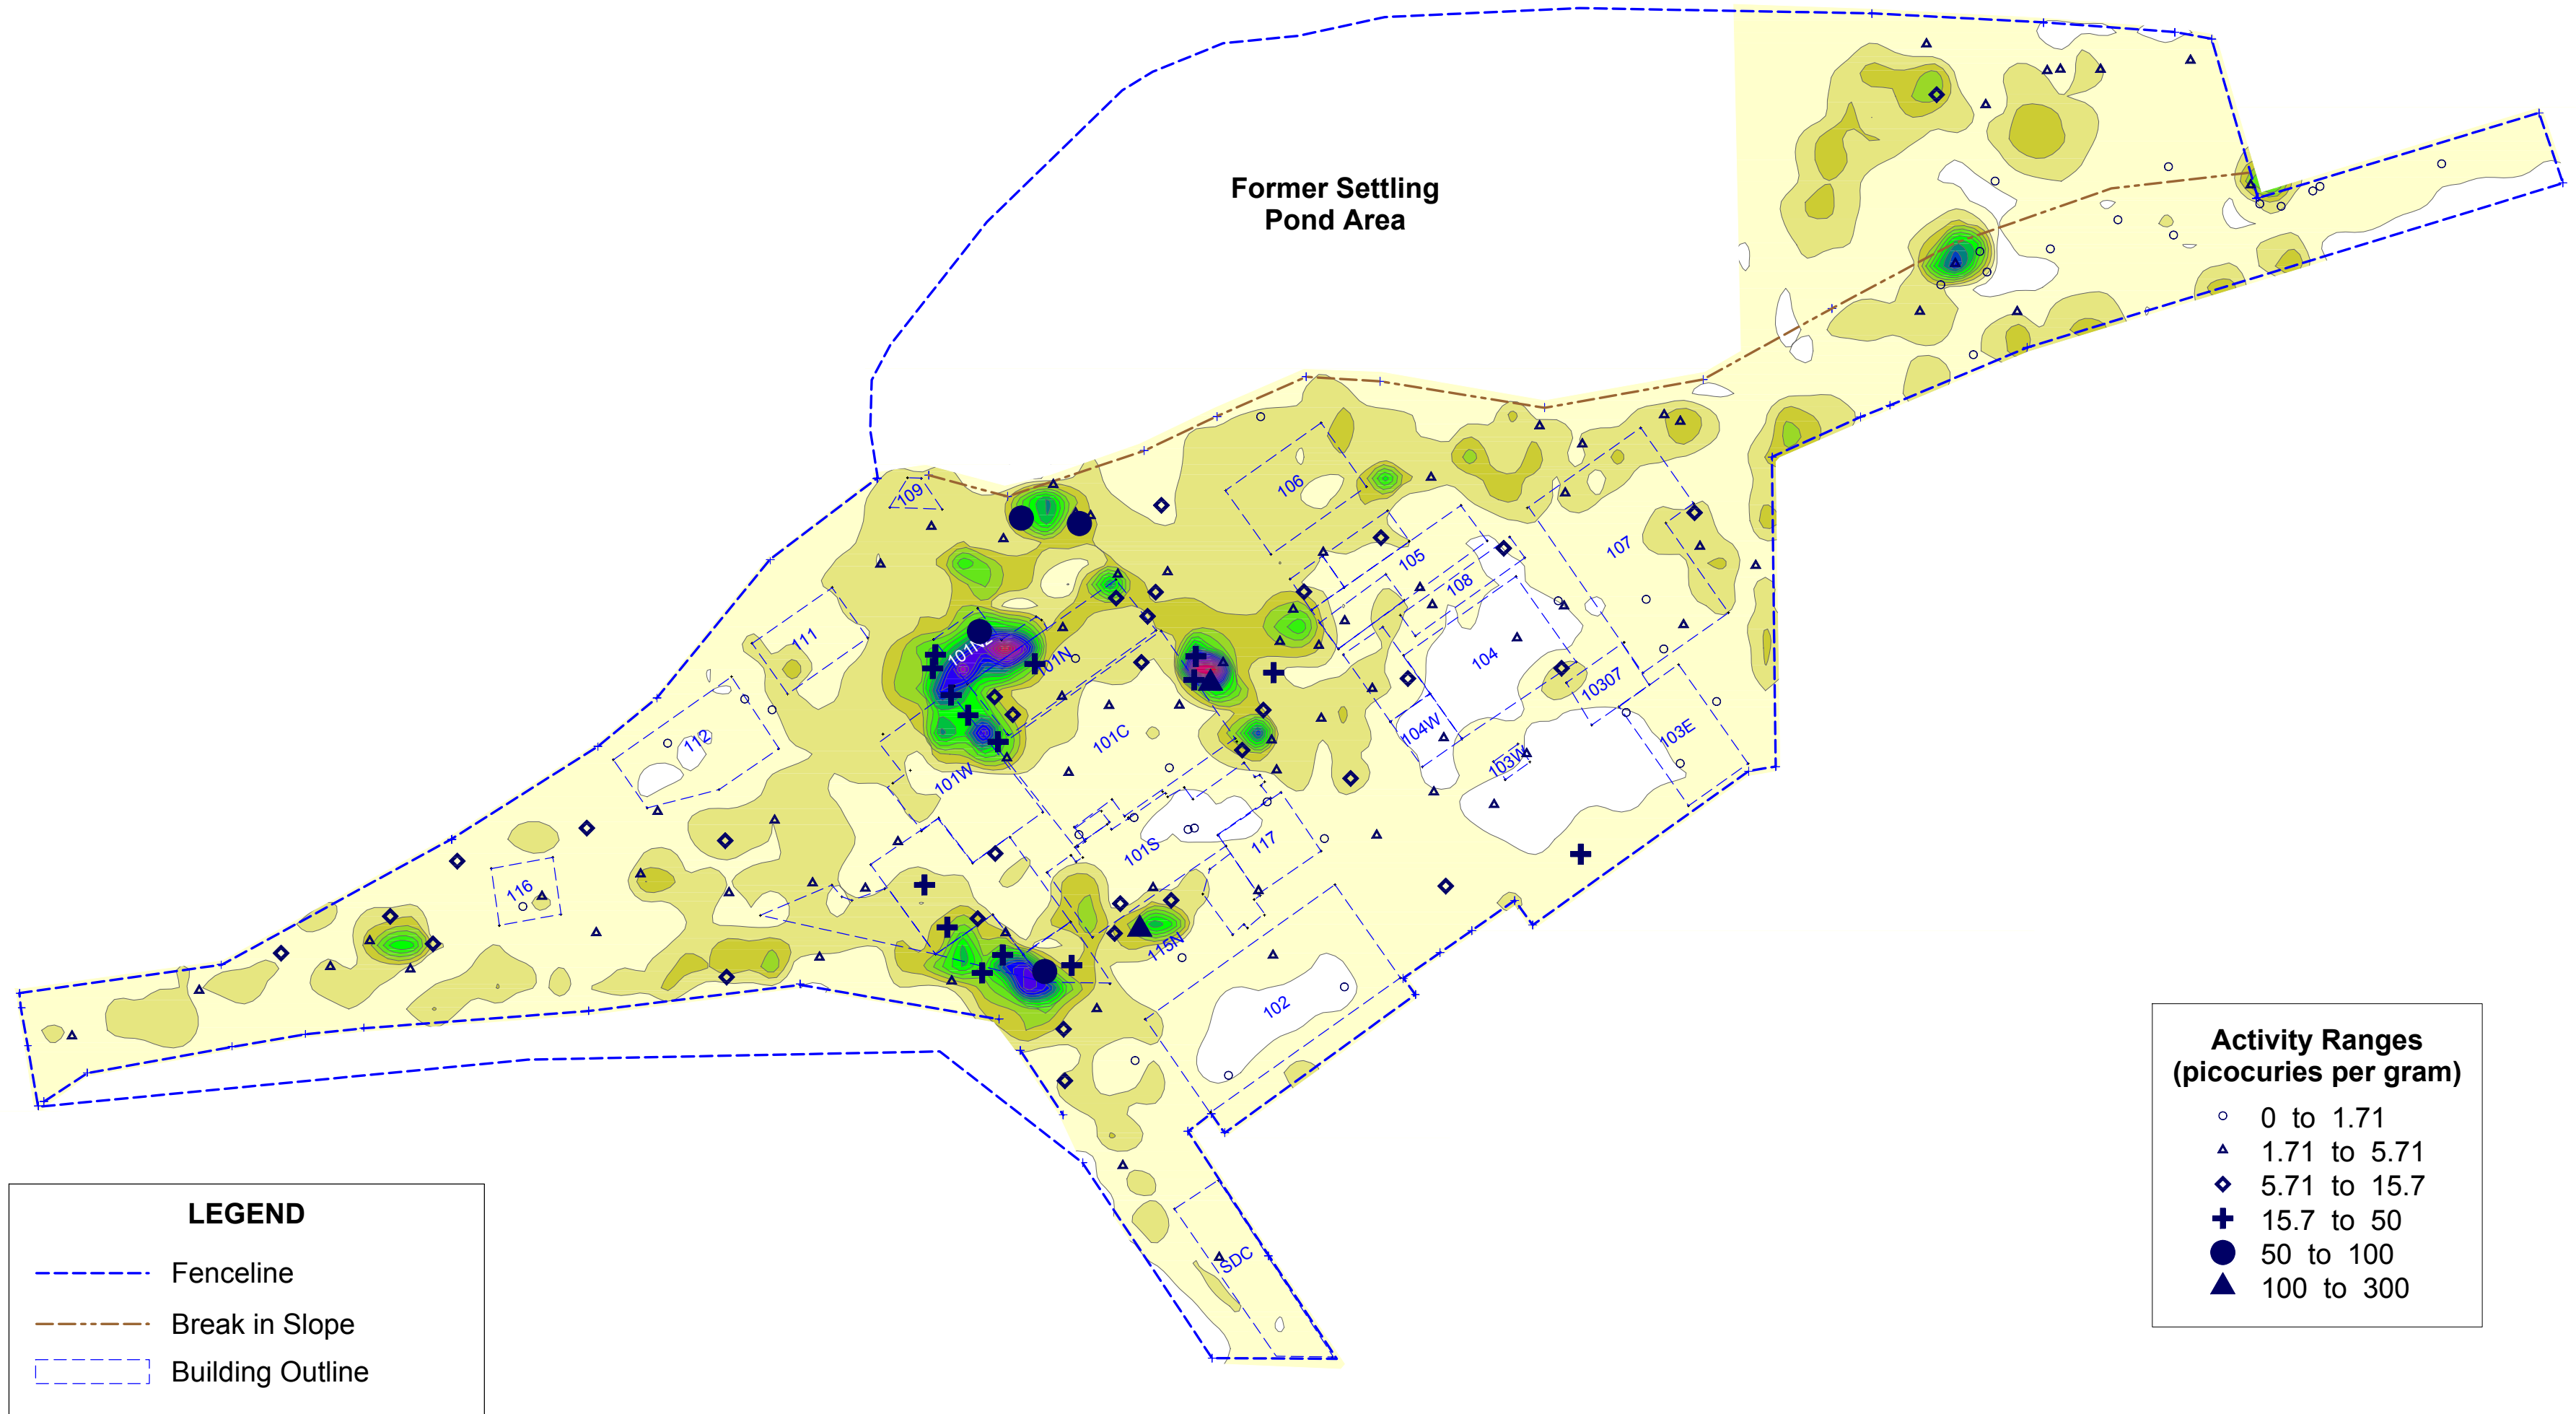 Former Settling
Pond Area
109
106
105
108
107
111
101NE
101N
104
10307
104W
103W
103E
112
101C
101W
101S
117
116
115N
102
SDC
LEGEND
Fenceline
Break in Slope
Building Outline
Activity Ranges
(picocuries per gram)
0 to 1.71
1.71 to 5.71
5.71 to 15.7
15.7 to 50
50 to 100
100 to 300